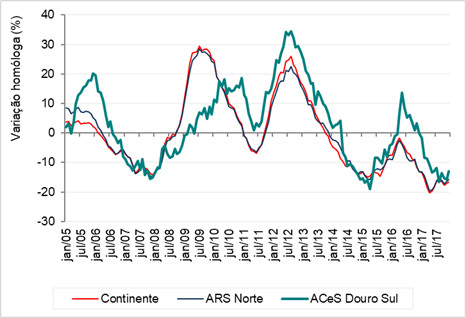 Variação homóloga (%)
40
30
20
10
0
-10
-20
-30
jan/05
jul/05
jan/06
jul/06
jan/07
jul/07
jan/08
jul/08
jan/09
jul/09
jan/10
jul/10
jan/11
jul/11
jan/12
jul/12
jan/13
jul/13
jan/14
jul/14
jan/15
jul/15
jan/16
jul/16
jan/17
jul/17
Continente ARS Norte ACeS Douro Sul